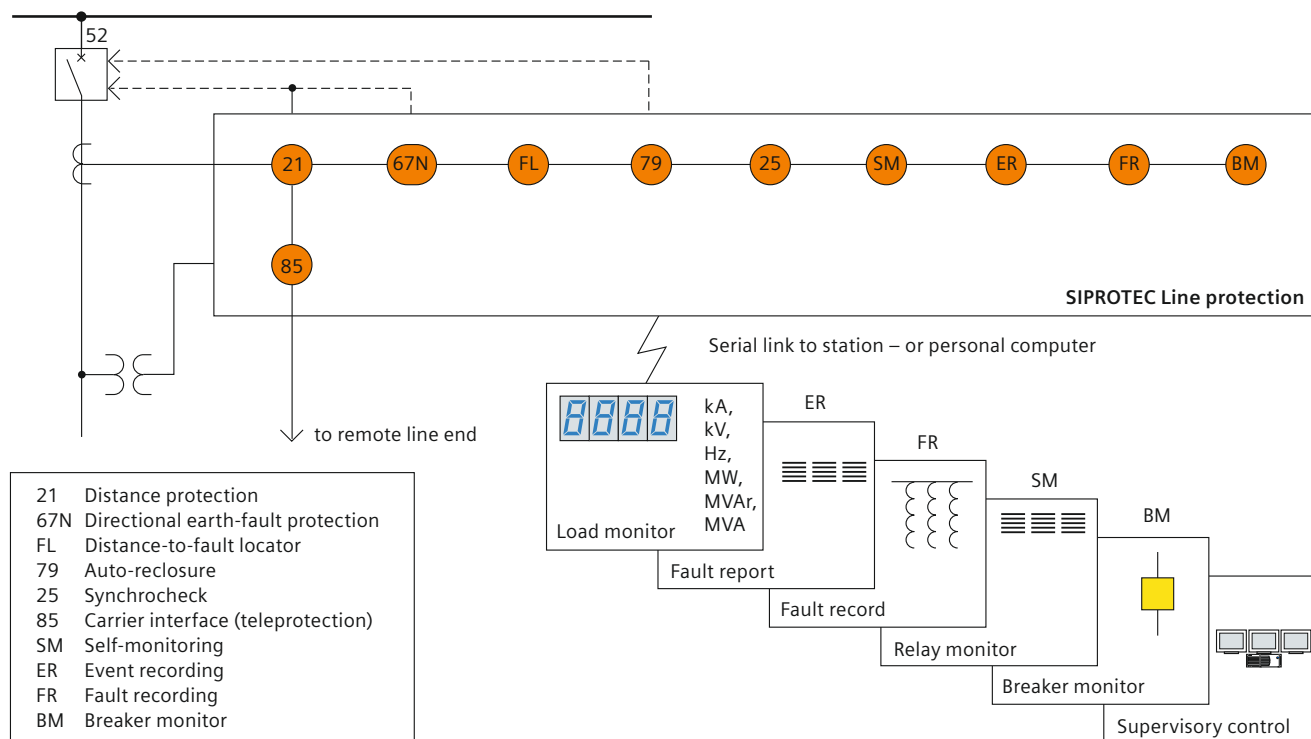 52
21
67N
FL
79
25
SM
ER
FR
BM
85
SIPROTEC Line protection
Serial link to station – or personal computer
to remote line end
8888
kA,
kV,
Hz,
MW,
MVAr,
MVA
Load monitor
ER
Fault report
FR
Fault record
SM
Relay monitor
BM
Breaker monitor
Supervisory control
21 Distance protection
67N Directional earth-fault protection
FL Distance-to-fault locator
79 Auto-reclosure
25 Synchrocheck
85 Carrier interface (teleprotection)
SM Self-monitoring
ER Event recording
FR Fault recording
BM Breaker monitor